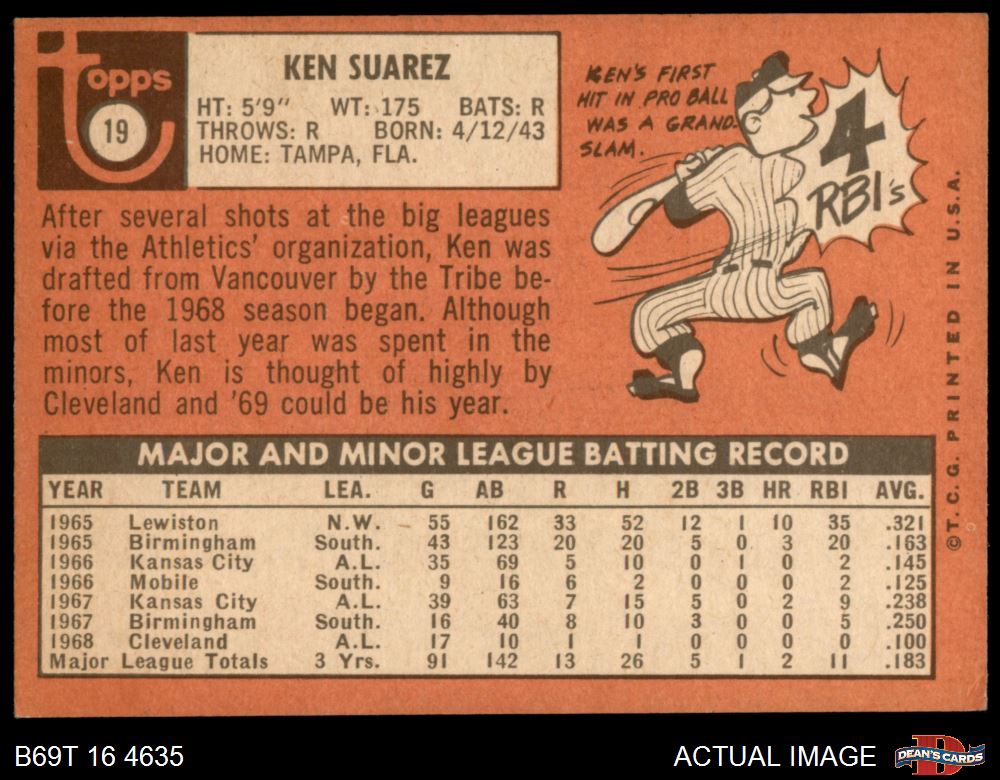 topps
19
KEN SUAREZ
HT: 5'9" WT: 175 BATS: R
THROWS: R BORN: 4/12/43
HOME: TAMPA, FLA.
After several shots at the big leagues
via the Athletics' organization, Ken was
drafted from Vancouver by the Tribe be-
fore the 1968 season began. Although
most of last year was spent in the
minors, Ken is thought of highly by
Cleveland and '69 could be his year.
KEN'S FIRST
HIT IN PRO BALL
WAS A GRAND-
SLAM.
4
RBI's
MAJOR AND MINOR LEAGUE BATTING RECORD
YEAR TEAM LEA. G AB R H 2B 3B HR RBI AVG.
1965 Lewiston N.W. 55 162 33 52 12 1 10 35 .321
1965 Birmingham South. 43 123 20 20 5 0 3 20 .163
1966 Kansas City A.L. 35 69 5 10 0 1 0 2 .145
1966 Mobile South. 9 16 6 2 0 0 0 2 .125
1967 Kansas City A.L. 39 63 7 15 5 0 2 9 .238
1967 Birmingham South. 16 40 8 10 3 0 0 5 .250
1968 Cleveland A.L. 17 10 1 1 0 0 0 0 .100
Major League Totals 3 Yrs. 91 142 13 26 5 1 2 11 .183
©T.C.G. PRINTED IN U.S.A.
B69T 16 4635
ACTUAL IMAGE
D
DEAN'S CARDS